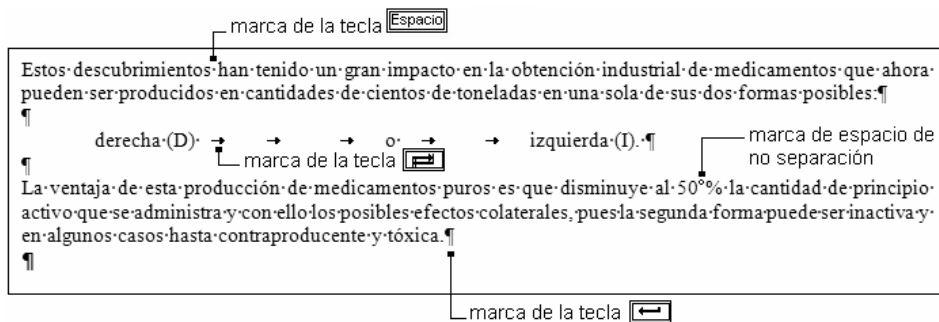 marca de la tecla Espacio
Estos·descubrimientos·han·tenido·un·gran·impacto·en·la·obtención·industrial·de·medicamentos·que·ahora·
pueden·ser·producidos·en·cantidades·de·cientos·de·toneladas·en·una·sola·de·sus·dos·formas·posibles:¶
¶
derecha·(D)· → → → o· → → izquierda·(I).·¶
marca de espacio de
no separación
¶ marca de la tecla
La·ventaja·de·esta·producción·de·medicamentos·puros·es·que·disminuye·al·50°%·la·cantidad·de·principio·
activo·que·se·administra·y·con·ello·los·posibles·efectos·colaterales,·pues·la·segunda·forma·puede·ser·inactiva·y·
en·algunos·casos·hasta·contraproducente·y·tóxica.¶
¶
marca de la tecla